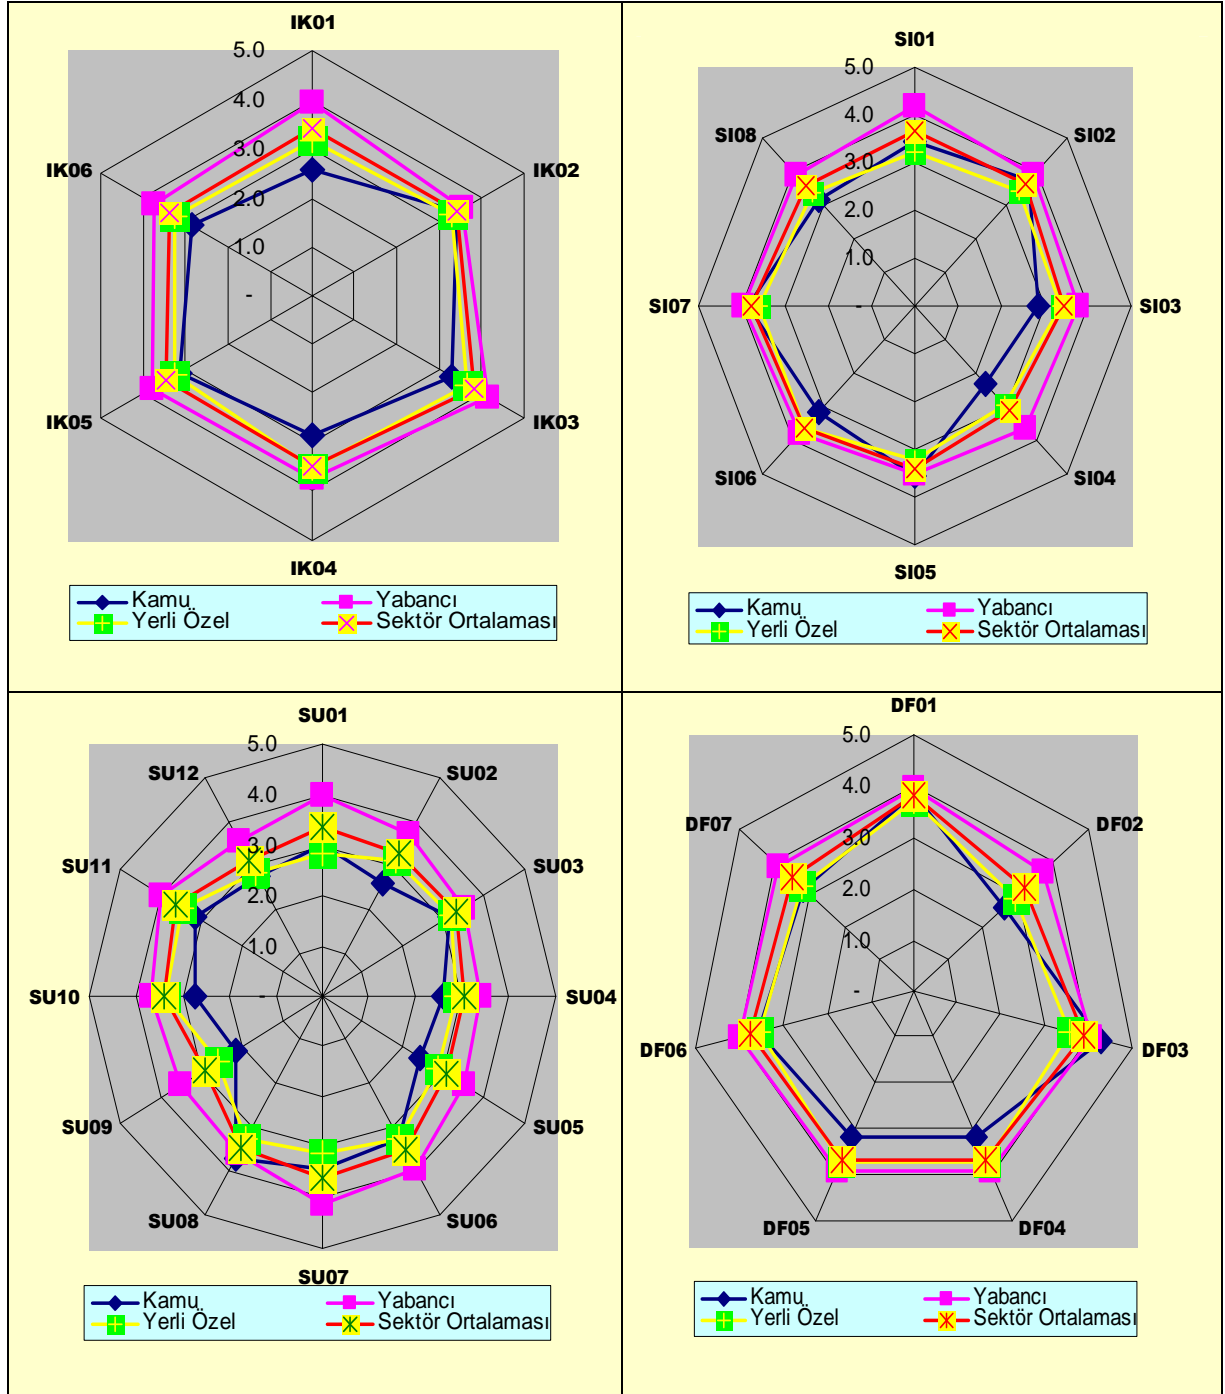 IK01
5.0
4.0
3.0
2.0
1.0
-
IK02
IK03
IK04
IK05
IK06
Kamu
Yabancı
Yerli Özel
Sektör Ortalaması
SI01
5.0
4.0
3.0
2.0
1.0
-
SI02
SI03
SI04
SI05
SI06
SI07
SI08
Kamu
Yabancı
Yerli Özel
Sektör Ortalaması
SU01
5.0
4.0
3.0
2.0
1.0
-
SU02
SU03
SU04
SU05
SU06
SU07
SU08
SU09
SU10
SU11
SU12
Kamu
Yabancı
Yerli Özel
Sektör Ortalaması
DF01
5.0
4.0
3.0
2.0
1.0
-
DF02
DF03
DF04
DF05
DF06
DF07
Kamu
Yabancı
Yerli Özel
Sektör Ortalaması